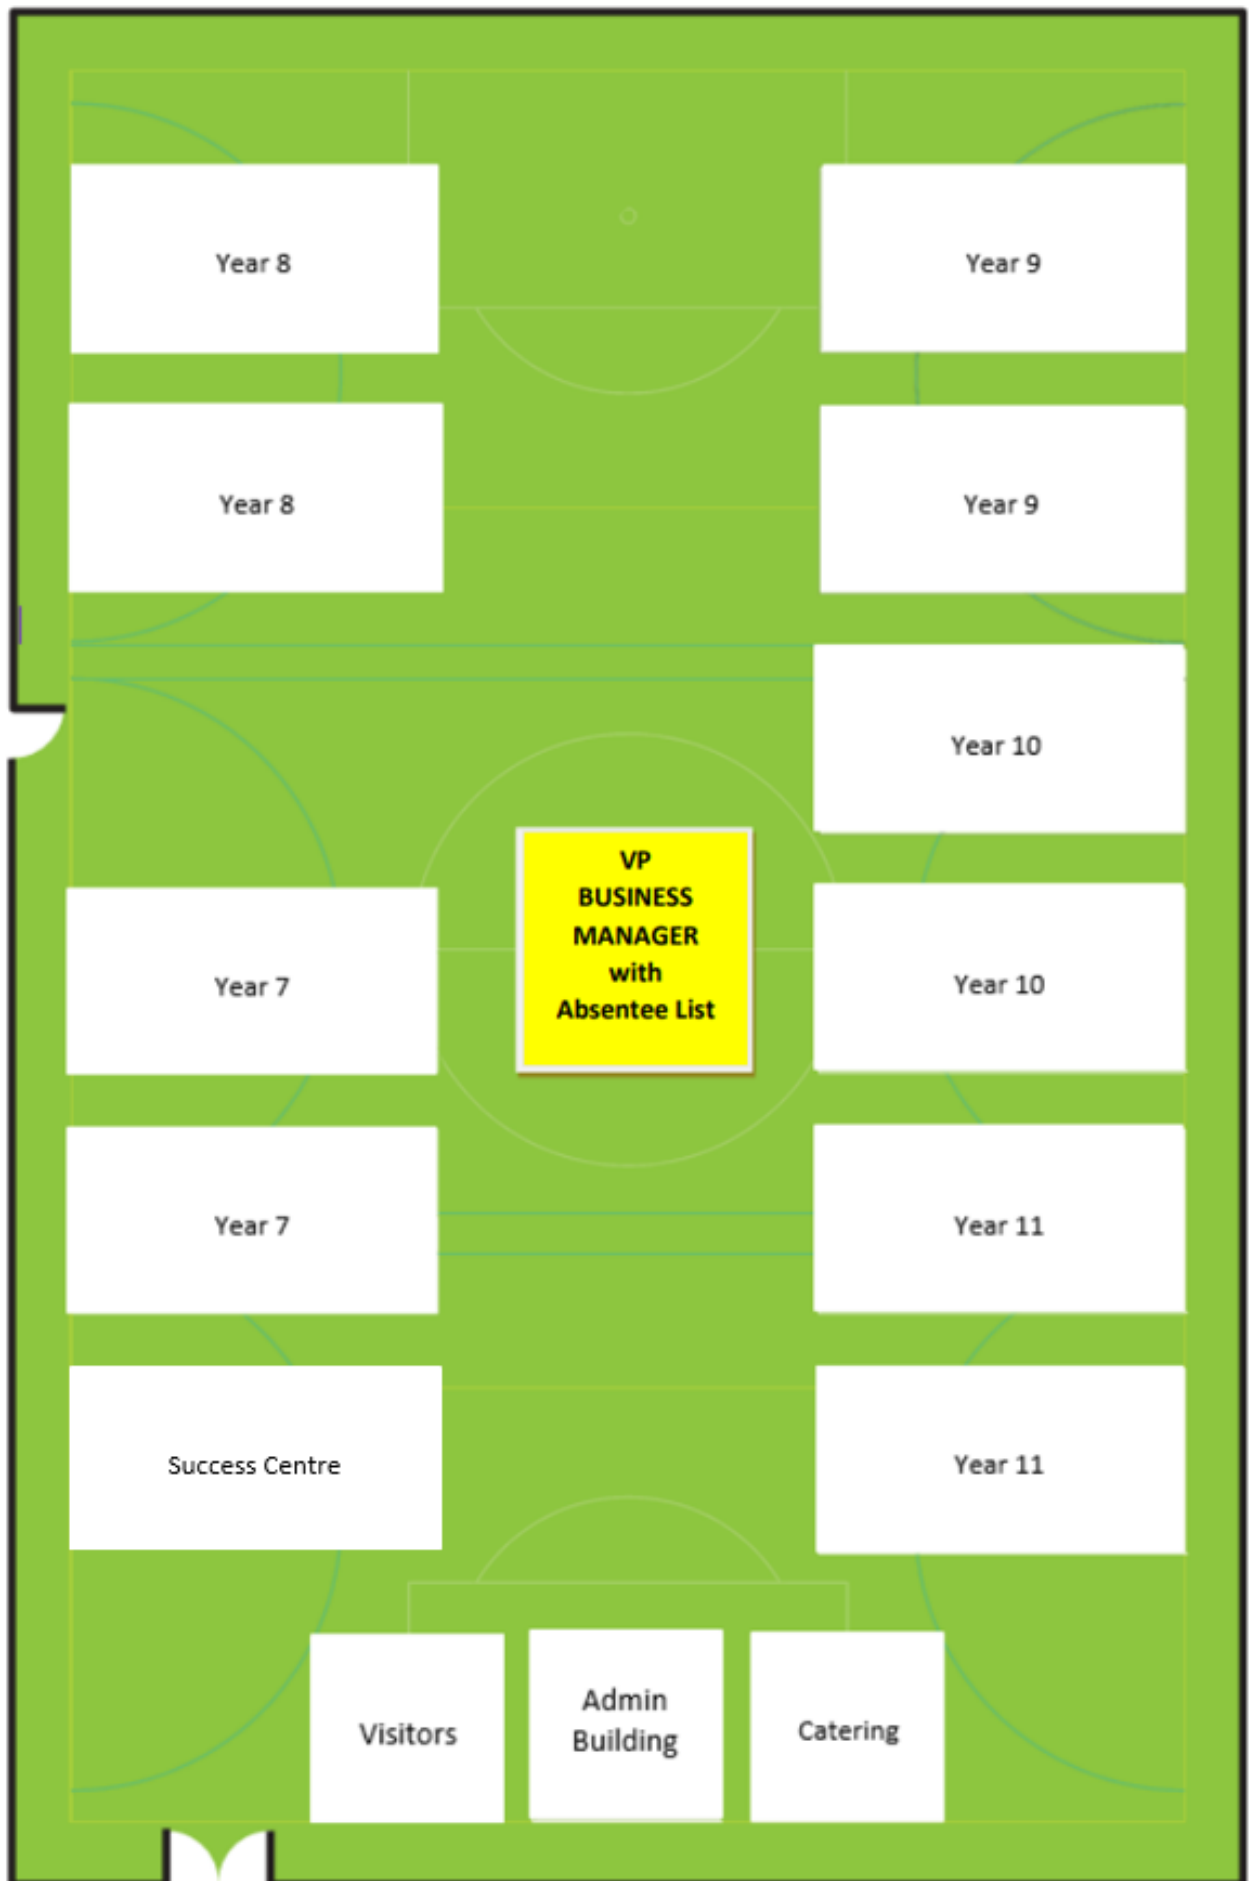 Year 8
Year 9
Year 8
Year 9
Year 10
VP
BUSINESS
MANAGER
with
Absentee List
Year 7
Year 10
Year 7
Year 11
Success Centre
Year 11
Visitors
Admin
Building
Catering